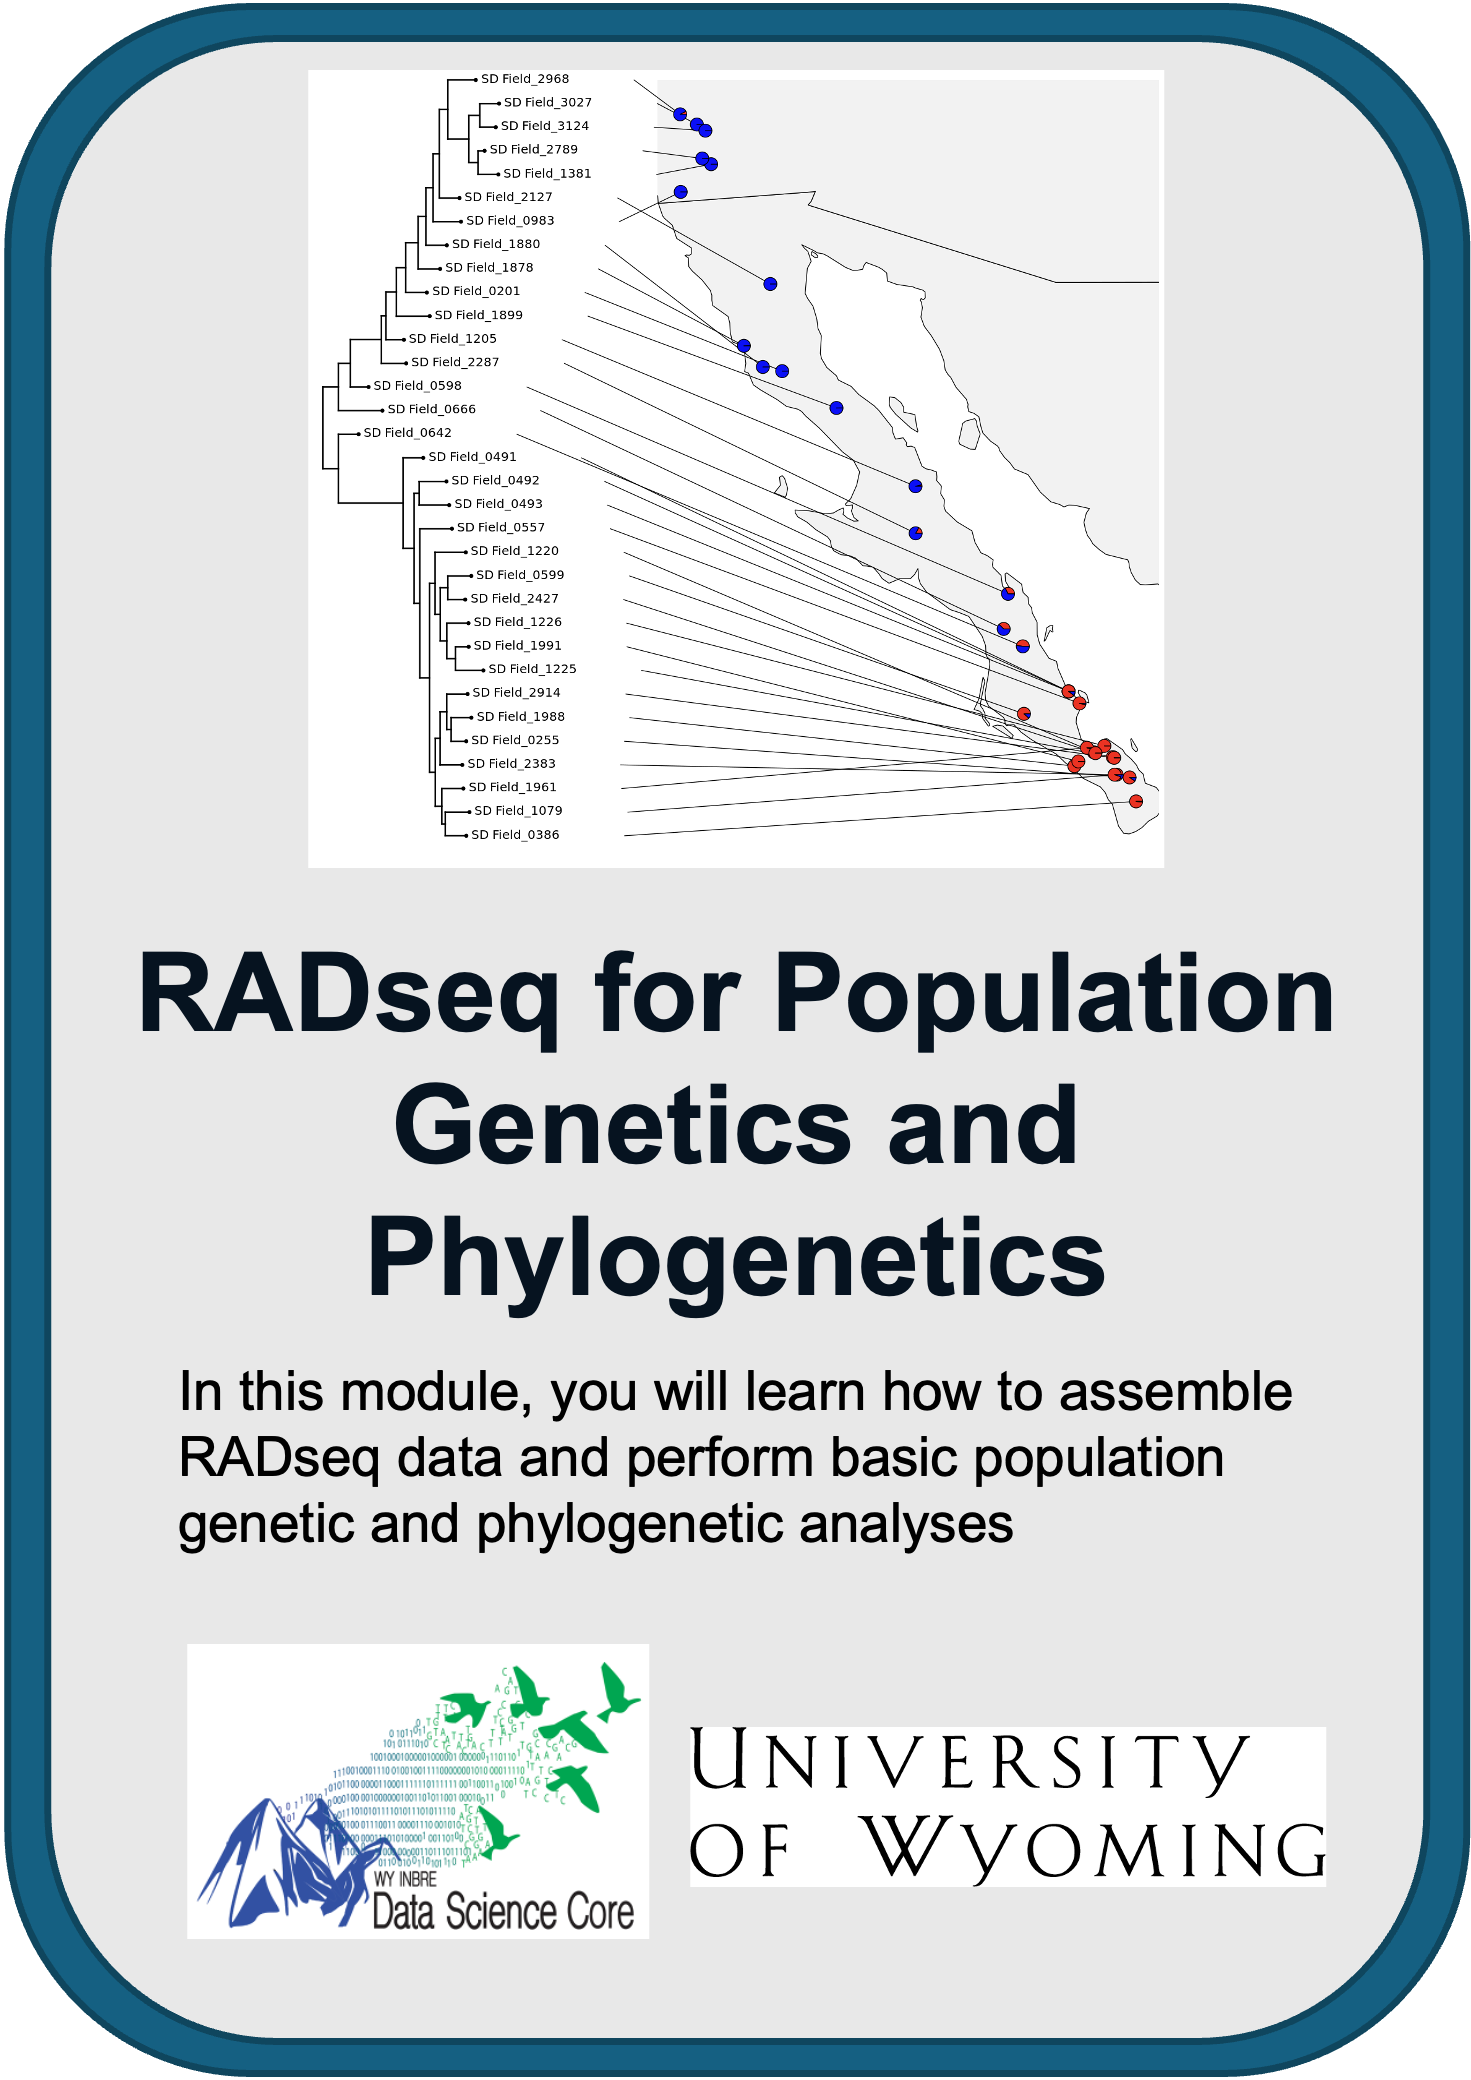 SD Field_2968
SD Field_3027
SD Field_3124
SD Field_2789
SD Field_1381
SD Field_2127
SD Field_0983
SD Field_1880
SD Field_1878
SD Field_0201
SD Field_1899
SD Field_1205
SD Field_2287
SD Field_0598
SD Field_0666
SD Field_0642
SD Field_0491
SD Field_0492
SD Field_0493
SD Field_0557
SD Field_1220
SD Field_0599
SD Field_2427
SD Field_1226
SD Field_1991
SD Field_1225
SD Field_2914
SD Field_1988
SD Field_0255
SD Field_2383
SD Field_1961
SD Field_1079
SD Field_0386
RADseq for Population
Genetics and
Phylogenetics
In this module, you will learn how to assemble
RADseq data and perform basic population
genetic and phylogenetic analyses
WY INBRE
Data Science Core
UNIVERSITY
OF WYOMING